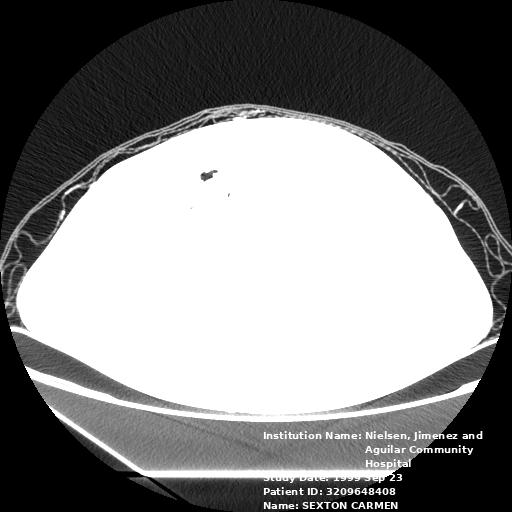 Institution Name: Nielsen, Jimenez and
Aguilar Community
Hospital
Study Date: 1999 Sep 23
Patient ID: 3209648408
Name: SEXTON CARMEN